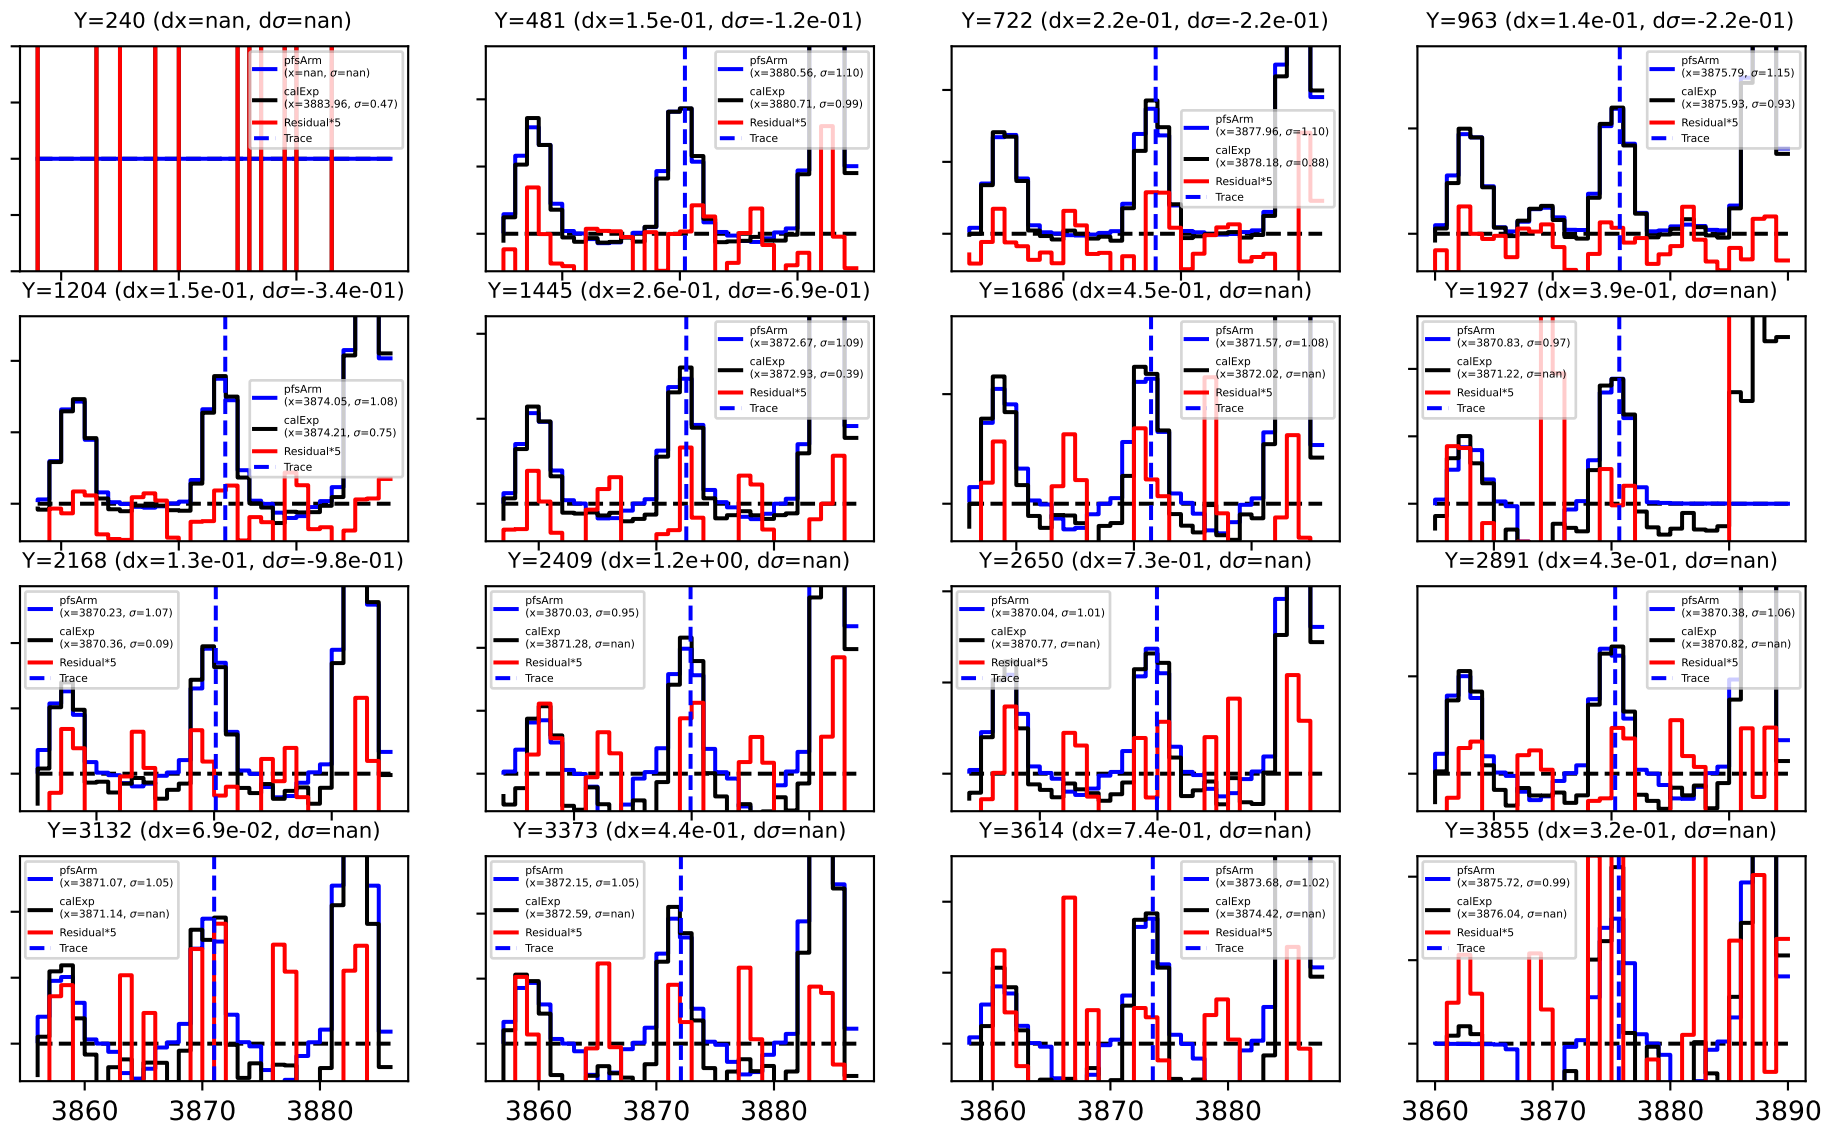 Y=240 (dx=nan, dσ=nan)
pfsArm
(x=nan, σ=nan)
calExp
(x=3883.96, σ=0.47)
Residual*5
Trace
Y=481 (dx=1.5e-01, dσ=-1.2e-01)
pfsArm
(x=3880.56, σ=1.10)
calExp
(x=3880.71, σ=0.99)
Residual*5
Trace
Y=722 (dx=2.2e-01, dσ=-2.2e-01)
pfsArm
(x=3877.96, σ=1.10)
calExp
(x=3878.18, σ=0.88)
Residual*5
Trace
Y=963 (dx=1.4e-01, dσ=-2.2e-01)
pfsArm
(x=3875.79, σ=1.15)
calExp
(x=3875.93, σ=0.93)
Residual*5
Trace
Y=1204 (dx=1.5e-01, dσ=-3.4e-01)
pfsArm
(x=3874.05, σ=1.08)
calExp
(x=3874.21, σ=0.75)
Residual*5
Trace
Y=1445 (dx=2.6e-01, dσ=-6.9e-01)
pfsArm
(x=3872.67, σ=1.09)
calExp
(x=3872.93, σ=0.39)
Residual*5
Trace
Y=1686 (dx=4.5e-01, dσ=nan)
pfsArm
(x=3871.57, σ=1.08)
calExp
(x=3872.02, σ=nan)
Residual*5
Trace
Y=1927 (dx=3.9e-01, dσ=nan)
pfsArm
(x=3870.83, σ=0.97)
calExp
(x=3871.22, σ=nan)
Residual*5
Trace
Y=2168 (dx=1.3e-01, dσ=-9.8e-01)
pfsArm
(x=3870.23, σ=1.07)
calExp
(x=3870.36, σ=0.09)
Residual*5
Trace
Y=2409 (dx=1.2e+00, dσ=nan)
pfsArm
(x=3870.03, σ=0.95)
calExp
(x=3871.28, σ=nan)
Residual*5
Trace
Y=2650 (dx=7.3e-01, dσ=nan)
pfsArm
(x=3870.04, σ=1.01)
calExp
(x=3870.77, σ=nan)
Residual*5
Trace
Y=2891 (dx=4.3e-01, dσ=nan)
pfsArm
(x=3870.38, σ=1.06)
calExp
(x=3870.82, σ=nan)
Residual*5
Trace
Y=3132 (dx=6.9e-02, dσ=nan)
pfsArm
(x=3871.07, σ=1.05)
calExp
(x=3871.14, σ=nan)
Residual*5
Trace
Y=3373 (dx=4.4e-01, dσ=nan)
pfsArm
(x=3872.15, σ=1.05)
calExp
(x=3872.59, σ=nan)
Residual*5
Trace
Y=3614 (dx=7.4e-01, dσ=nan)
pfsArm
(x=3873.68, σ=1.02)
calExp
(x=3874.42, σ=nan)
Residual*5
Trace
Y=3855 (dx=3.2e-01, dσ=nan)
pfsArm
(x=3875.72, σ=0.99)
calExp
(x=3876.04, σ=nan)
Residual*5
Trace
3860 3870 3880
3860 3870 3880
3860 3870 3880
3860 3870 3880 3890